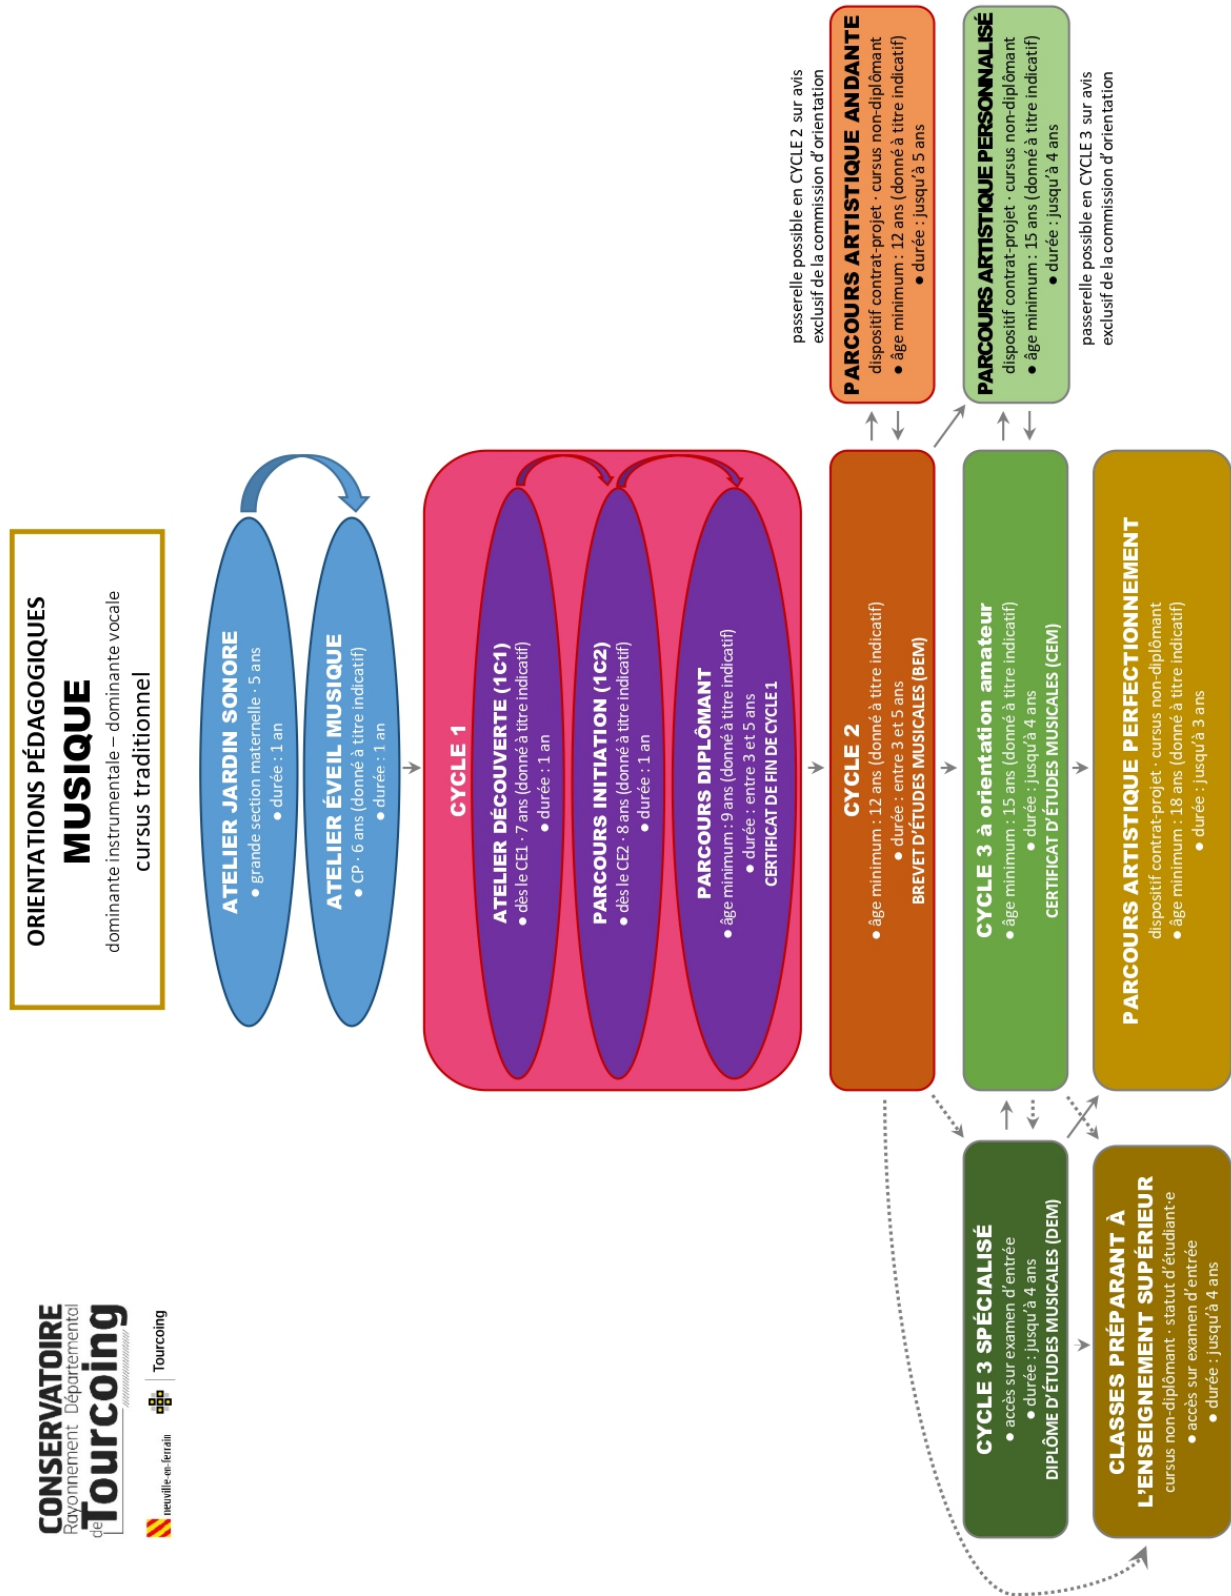 CONSERVATOIRE
Rayonnement Départemental
de Tourcoing
neuville-en-ferrain
Tourcoing
ORIENTATIONS PÉDAGOGIQUES
MUSIQUE
dominante instrumentale – dominante vocale
cursus traditionnel
ATELIER JARDIN SONORE
● grande section maternelle · 5 ans
● durée : 1 an
ATELIER ÉVEIL MUSIQUE
● CP · 6 ans (donné à titre indicatif)
● durée : 1 an
CYCLE 1
ATELIER DÉCOUVERTE (1C1)
● dès le CE1 · 7 ans (donné à titre indicatif)
● durée : 1 an
PARCOURS INITIATION (1C2)
● dès le CE2 · 8 ans (donné à titre indicatif)
● durée : 1 an
PARCOURS DIPLÔMANT
● âge minimum : 9 ans (donné à titre indicatif)
● durée : entre 3 et 5 ans
CERTIFICAT DE FIN DE CYCLE 1
CYCLE 2
● âge minimum : 12 ans (donné à titre indicatif)
● durée : entre 3 et 5 ans
BREVET D'ÉTUDES MUSICALES (BEM)
passerelle possible en CYCLE 2 sur avis
exclusif de la commission d'orientation
PARCOURS ARTISTIQUE ANDANTE
dispositif contrat-projet · cursus non-diplômant
● âge minimum : 12 ans (donné à titre indicatif)
● durée : jusqu'à 5 ans
CYCLE 3 SPÉCIALISÉ
● accès sur examen d'entrée
● durée : jusqu'à 4 ans
DIPLÔME D'ÉTUDES MUSICALES (DEM)
CYCLE 3 à orientation amateur
● âge minimum : 15 ans (donné à titre indicatif)
● durée : jusqu'à 4 ans
CERTIFICAT D'ÉTUDES MUSICALES (CEM)
PARCOURS ARTISTIQUE PERSONNALISÉ
dispositif contrat-projet · cursus non-diplômant
● âge minimum : 15 ans (donné à titre indicatif)
● durée : jusqu'à 4 ans
passerelle possible en CYCLE 3 sur avis
exclusif de la commission d'orientation
CLASSES PRÉPARANT À
L'ENSEIGNEMENT SUPÉRIEUR
cursus non-diplômant · statut d'étudiant·e
● accès sur examen d'entrée
● durée : jusqu'à 4 ans
PARCOURS ARTISTIQUE PERFECTIONNEMENT
dispositif contrat-projet · cursus non-diplômant
● âge minimum : 18 ans (donné à titre indicatif)
● durée : jusqu'à 3 ans